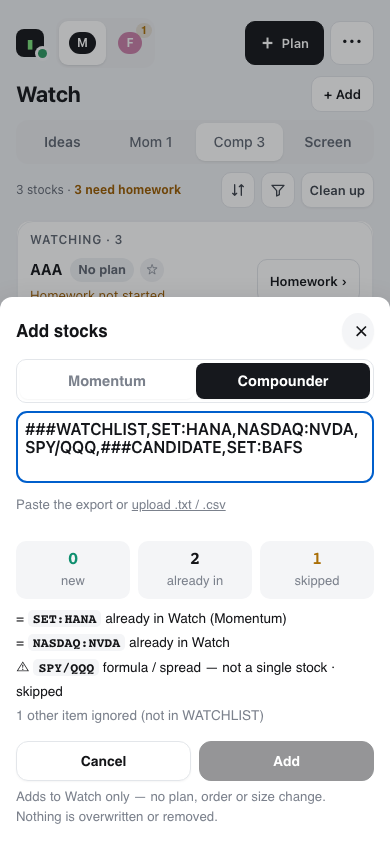 M
F
1
+ Plan
Watch
+ Add
Ideas
Mom 1
Comp 3
Screen
3 stocks · 3 need homework
Clean up
WATCHING · 3
AAA
No plan
☆
Homework ›
Homework not started
Add stocks
×
Momentum
Compounder
###WATCHLIST,SET:HANA,NASDAQ:NVDA,
SPY/QQQ,###CANDIDATE,SET:BAFS
Paste the export or upload .txt / .csv
0
new
2
already in
1
skipped
= SET:HANA already in Watch (Momentum)
= NASDAQ:NVDA already in Watch
⚠ SPY/QQQ formula / spread — not a single stock ·
skipped
1 other item ignored (not in WATCHLIST)
Cancel
Add
Adds to Watch only — no plan, order or size change.
Nothing is overwritten or removed.